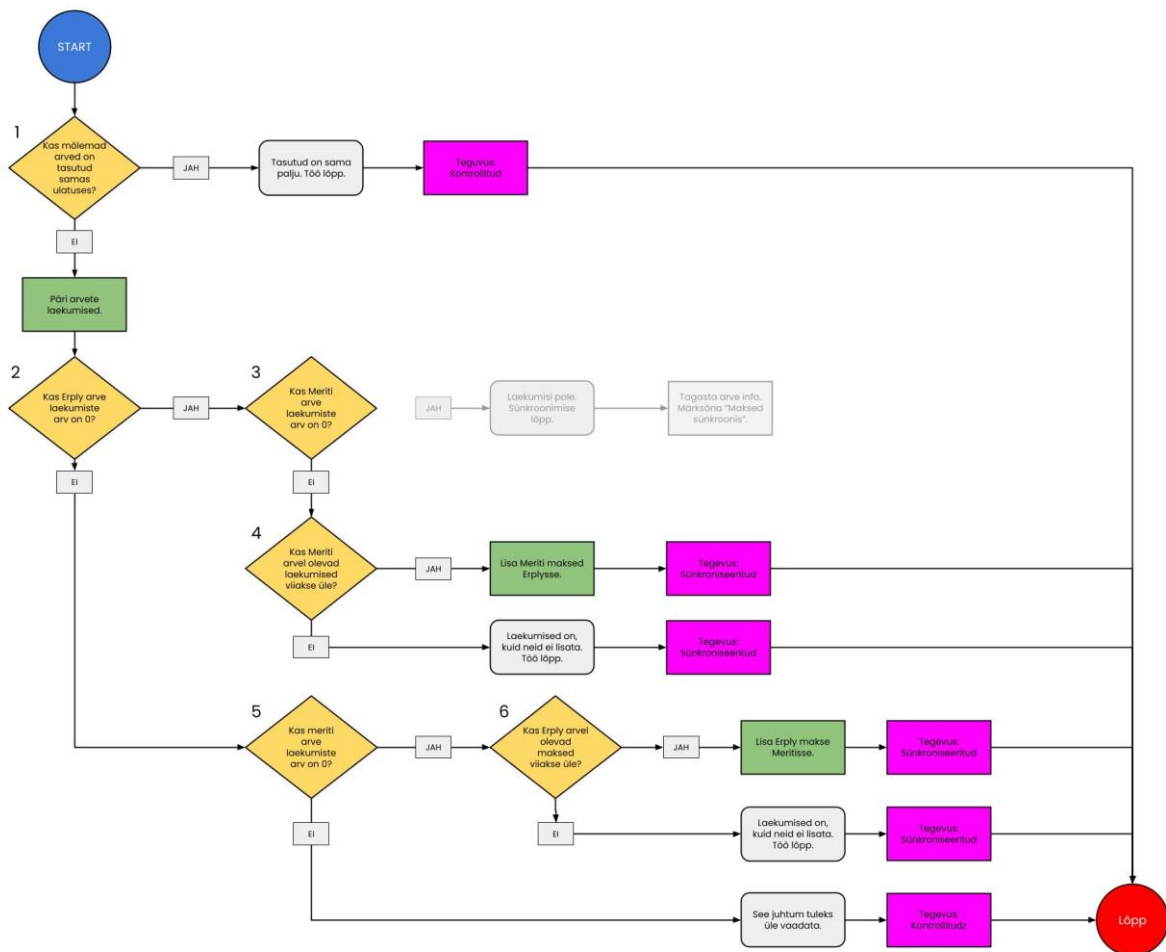 START
1
Kas mõlemad
arved on
tasutud
samas
ulatuses?
JAH
Tasutud on sama
palju. Töö lõpp.
Teguvus:
Kontrollitud
EI
Päri arvete
laekumised.
2
Kas Erply arve
laekumiste
arv on 0?
JAH
3
Kas Meriti
arve
laekumiste
arv on 0?
JAH
Laekumisi pole.
Sünkroonimise
lõpp.
Tagasta arve info.
Märksõna "Maksed
sünkroonis".
EI
EI
4
Kas Meriti
arvel olevad
laekumised
viiakse üle?
JAH
Lisa Meriti maksed
Erplysse.
Tegevus:
Sünkroniseeritud
EI
Laekumised on,
kuid neid ei lisata.
Töö lõpp.
Tegevus:
Sünkroniseeritud
5
Kas meriti
arve
laekumiste
arv on 0?
JAH
6
Kas Erply arvel
olevad
maksed
viiakse üle?
JAH
Lisa Erply makse
Meritisse.
Tegevus:
Sünkroniseeritud
EI
EI
Laekumised on,
kuid neid ei lisata.
Töö lõpp.
Tegevus:
Sünkroniseeritud
See juhtum tuleks
üle vaadata.
Tegevus:
Kontrollitudz
Lõpp